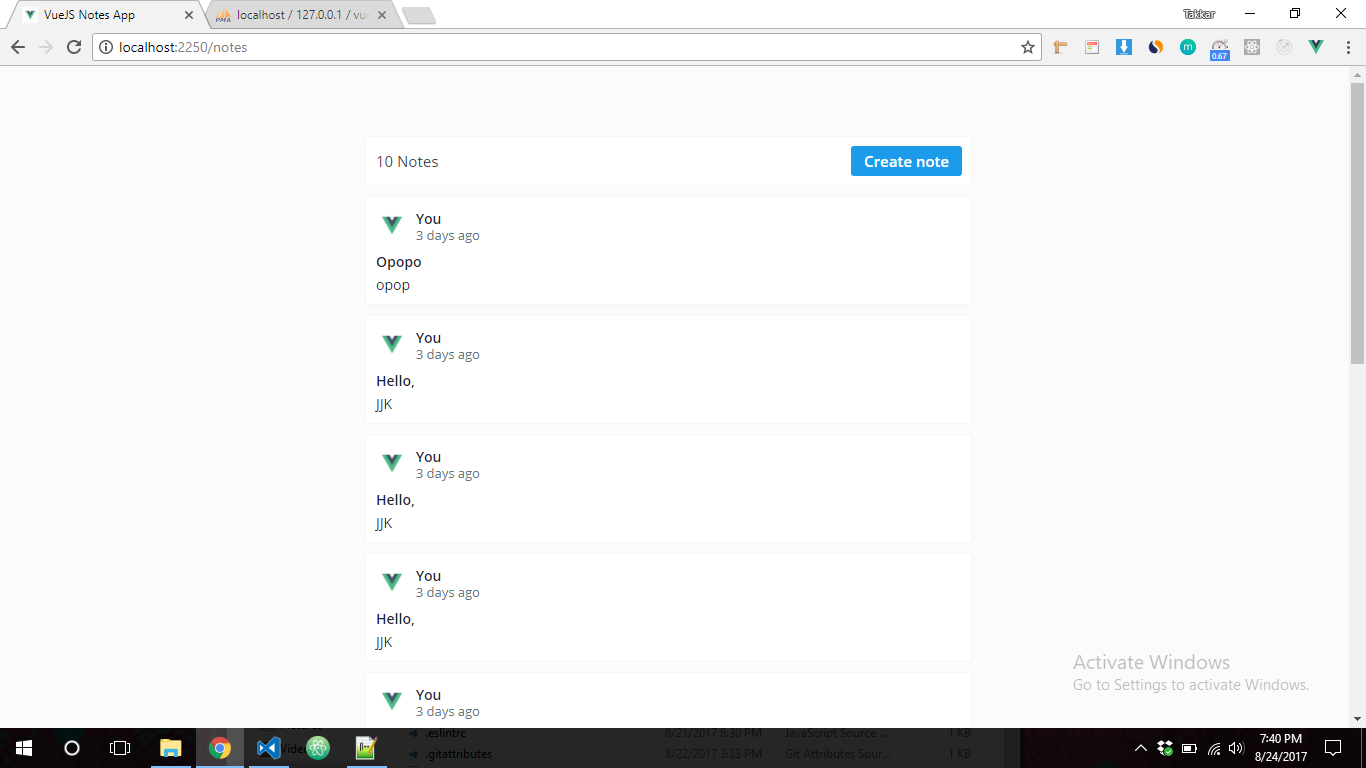 VueJS Notes App
localhost / 127.0.0.1 / vue
Takkar
localhost:2250/notes
m
0.67
10 Notes
Create note
You
3 days ago
Opopo
opop
You
3 days ago
Hello,
JJK
You
3 days ago
Hello,
JJK
You
3 days ago
Hello,
JJK
You
3 days ago
Activate Windows
Go to Settings to activate Windows.
.eslintrc 8/21/2017 8:30 PM JavaScript Source ... 1 KB
.gitattributes 8/22/2017 3:33 PM Git Attributes Sour... 1 KB
7:40 PM
8/24/2017